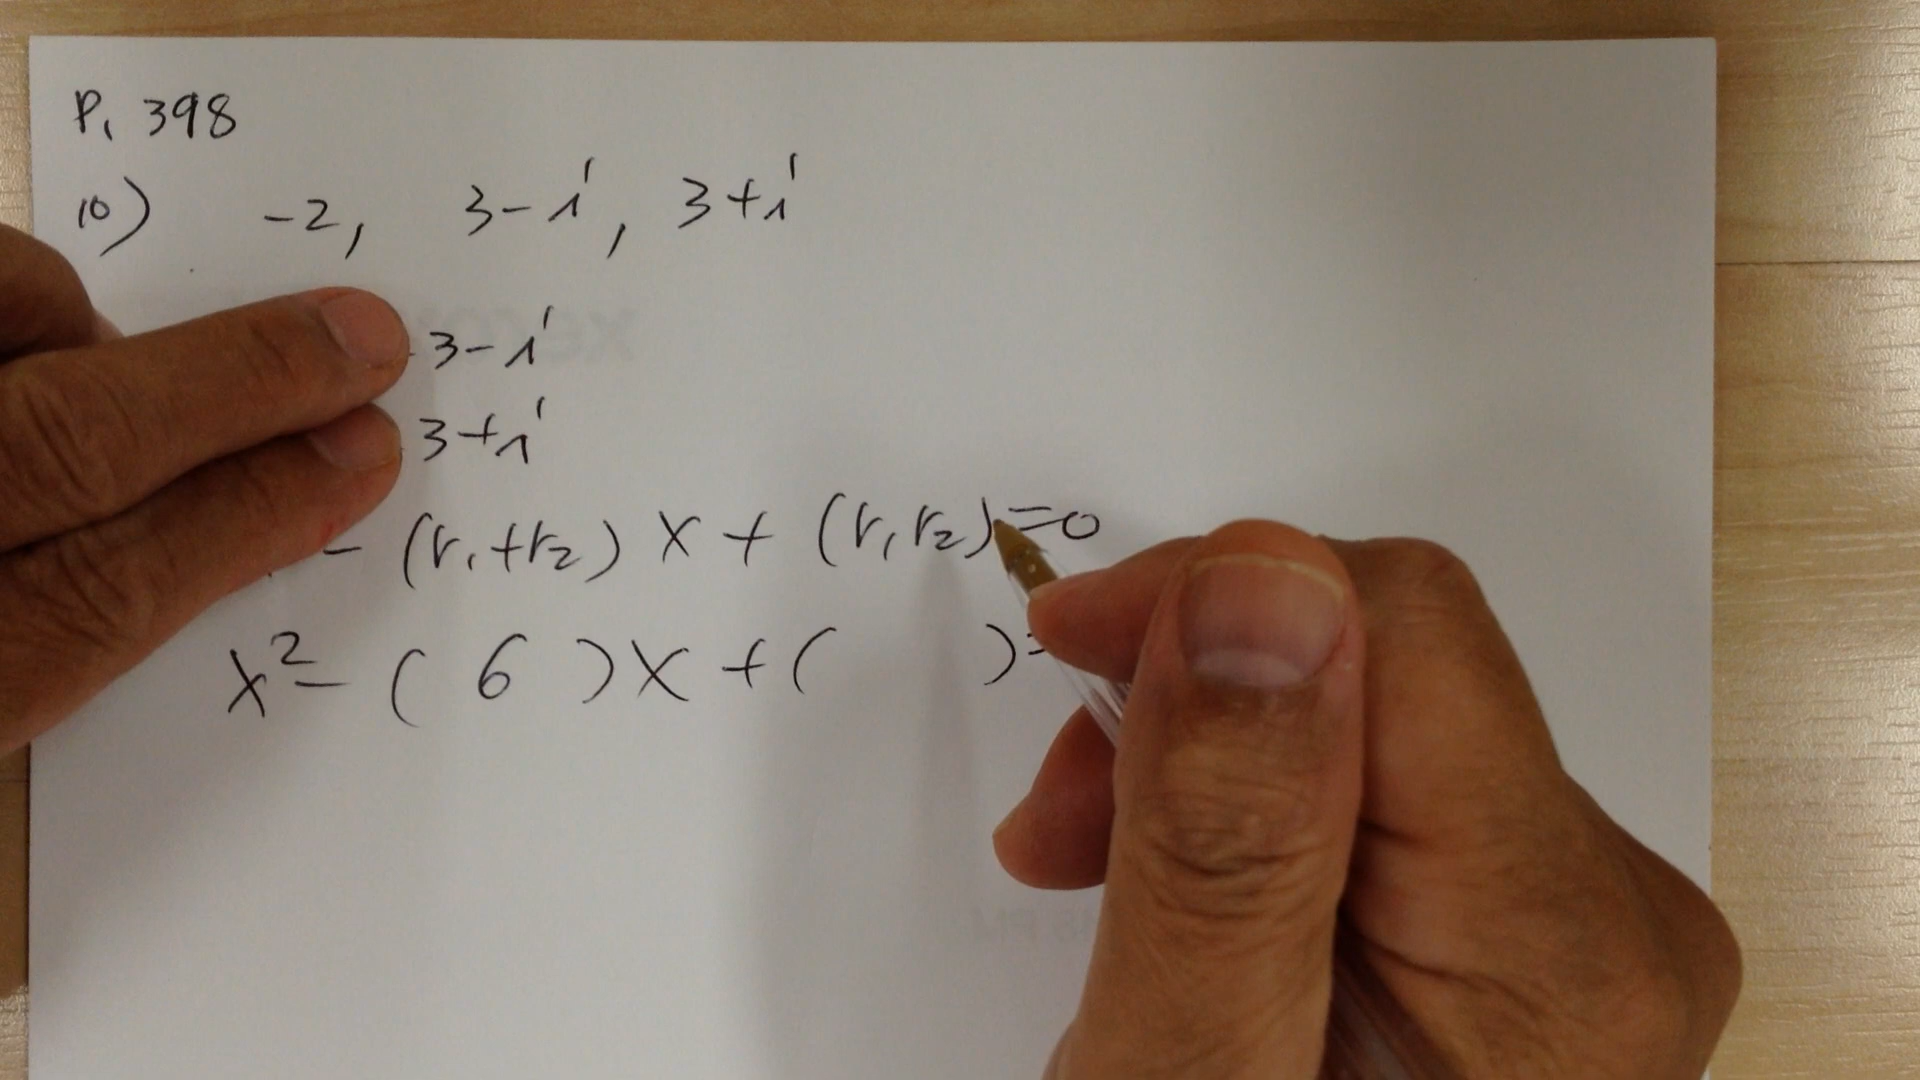 P. 398
10) -2, 3-i, 3+i
3-i
3+i
- (r₁+r₂) x + (r₁r₂)=0
x²- ( 6 )x + ( )=